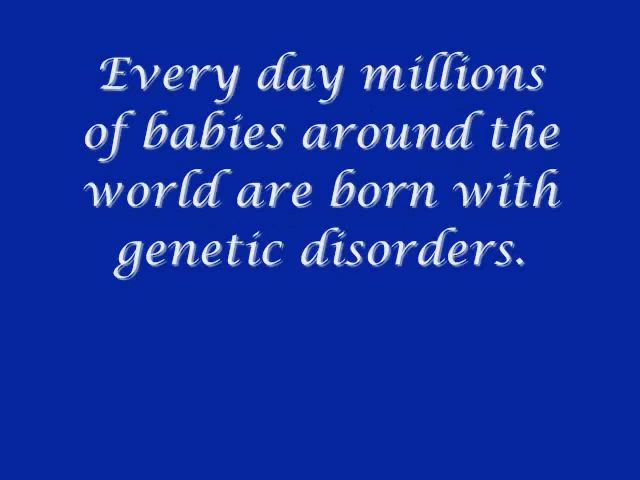 Every day millions
of babies around the
world are born with
genetic disorders.